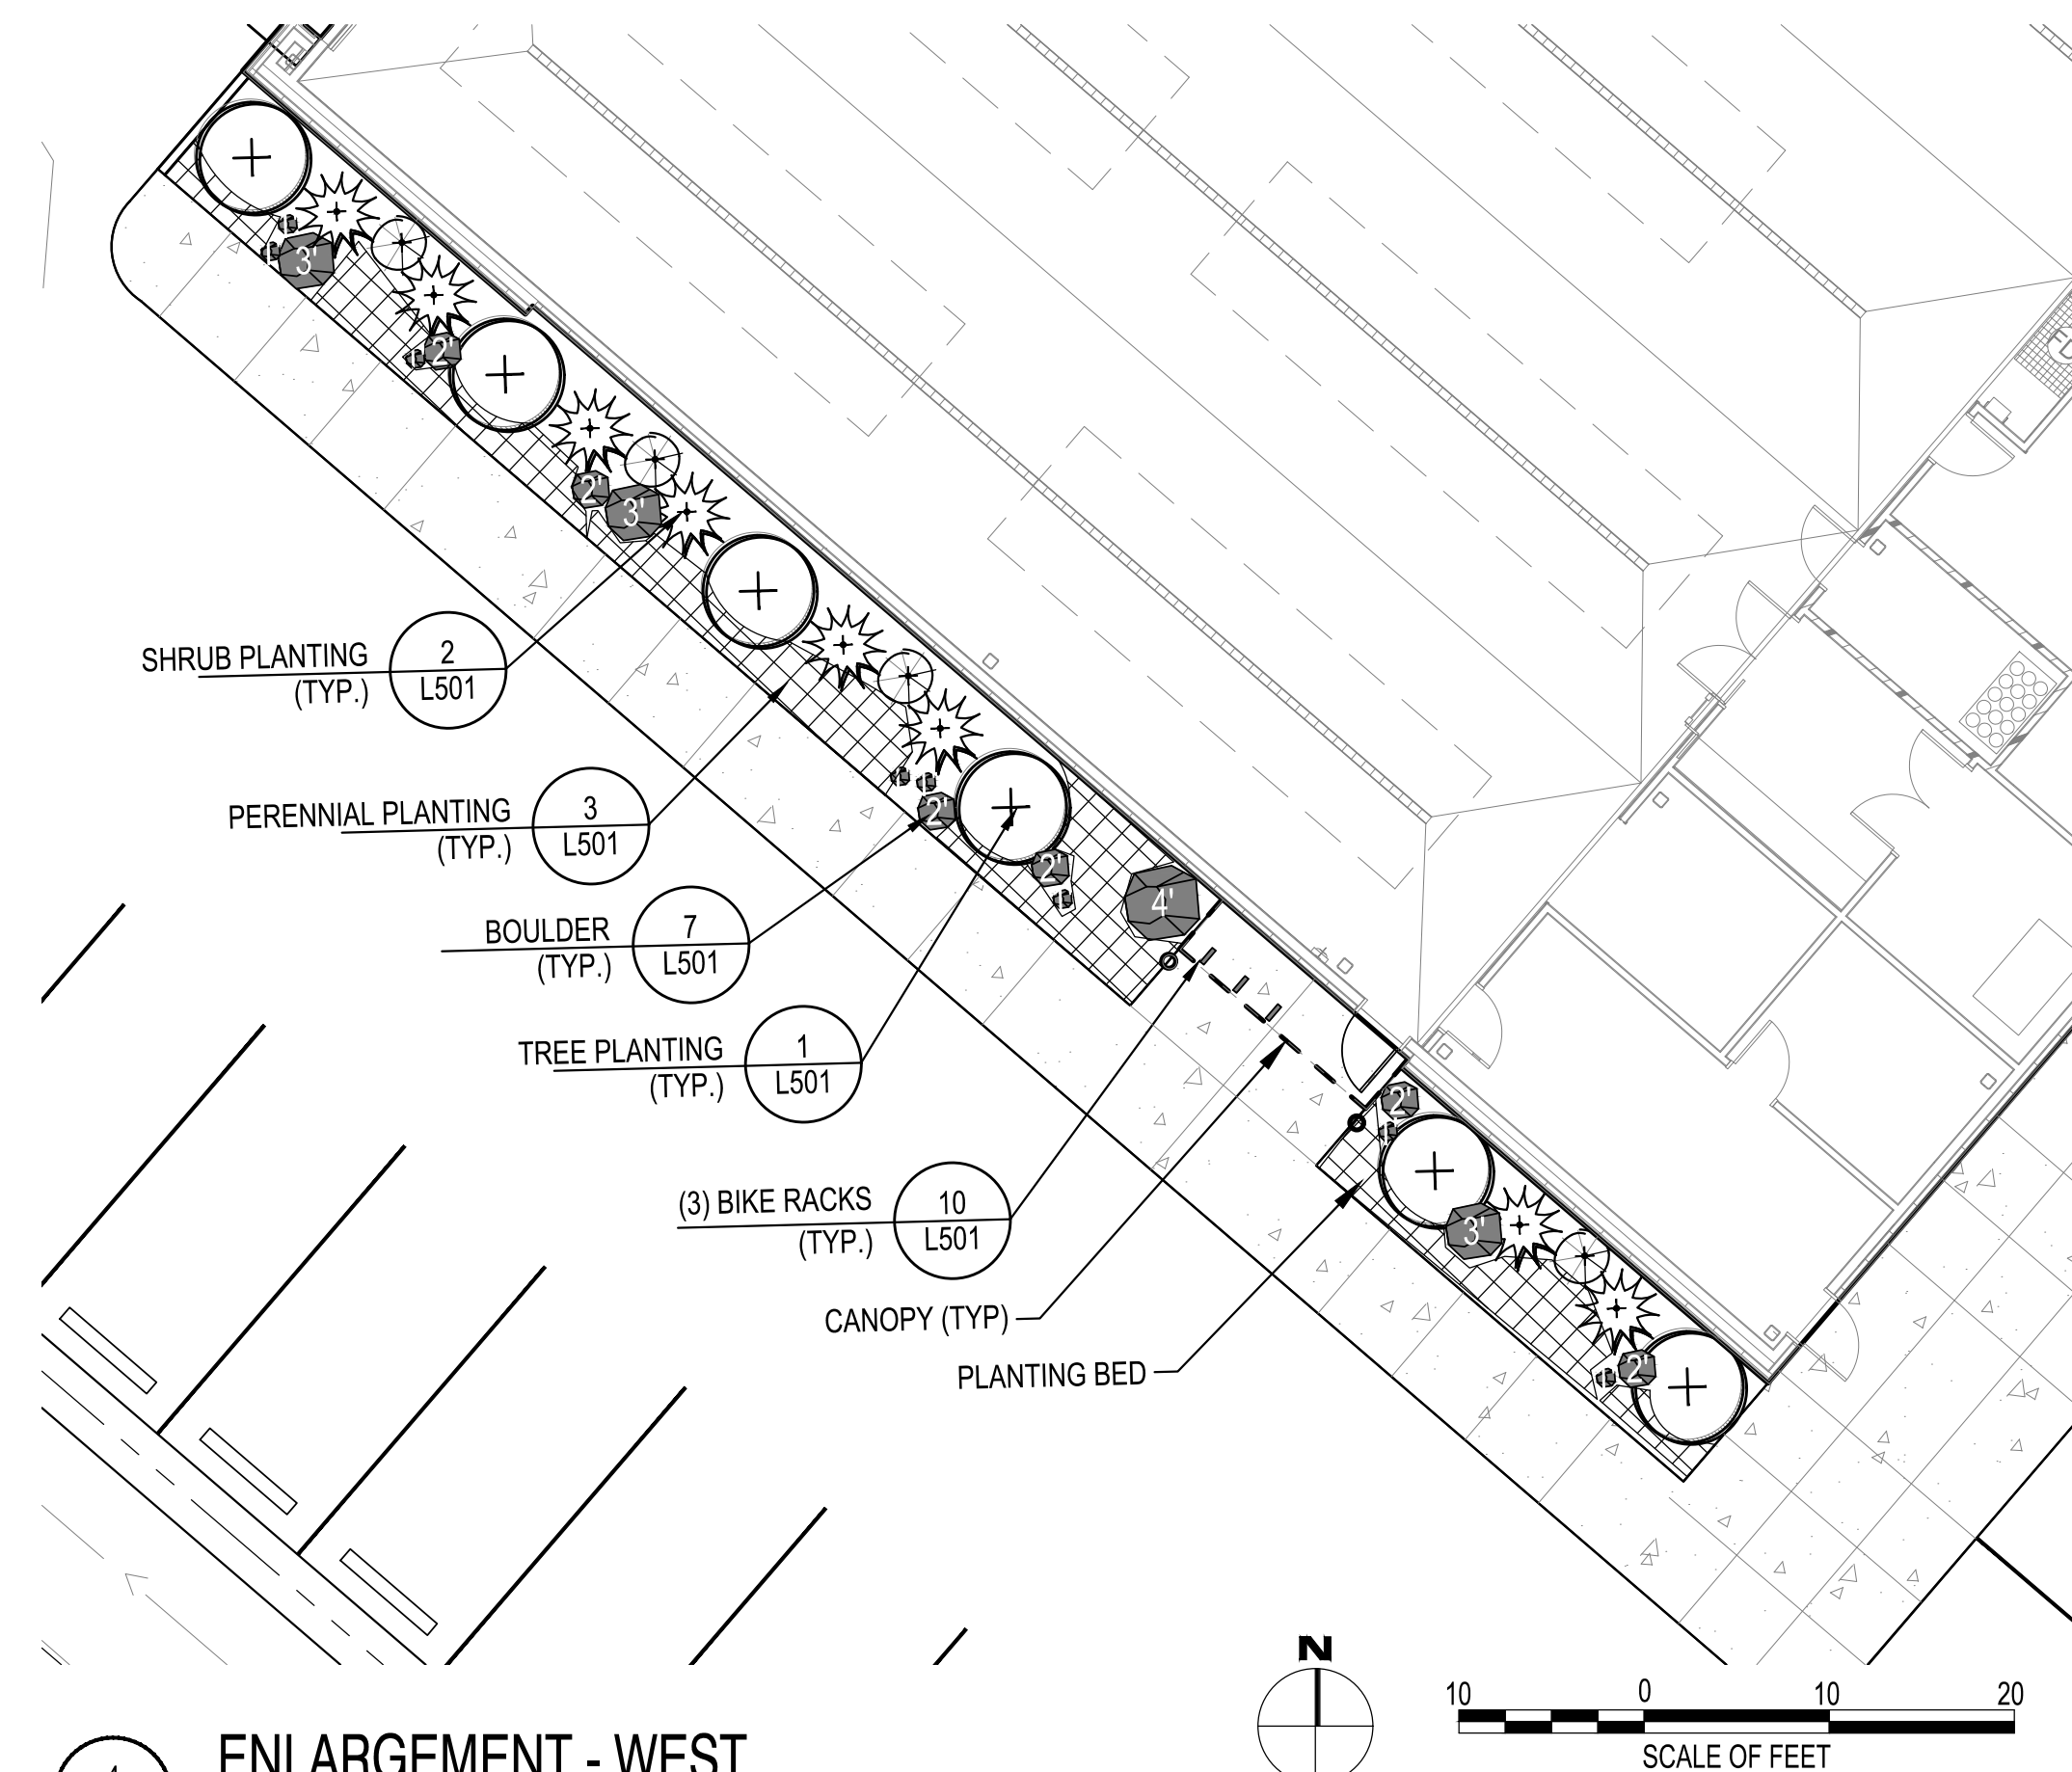 3'
2'
2'
3'
SHRUB PLANTING
(TYP.)
2
L501
PERENNIAL PLANTING
(TYP.)
3
L501
2'
BOULDER
(TYP.)
7
L501
2'
4'
TREE PLANTING
(TYP.)
1
L501
2'
(3) BIKE RACKS
(TYP.)
10
L501
3'
CANOPY (TYP)
PLANTING BED
2'
N
10 0 10 20
SCALE OF FEET
ENLARGEMENT - WEST